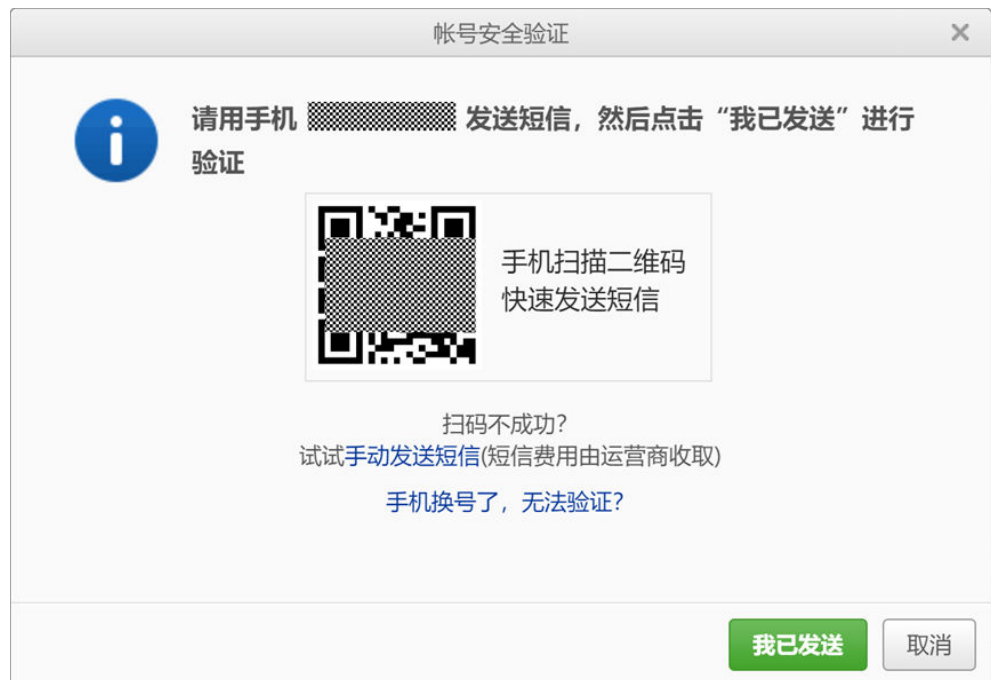 帐号安全验证
请用手机 发送短信，然后点击“我已发送”进行
验证
手机扫描二维码
快速发送短信
扫码不成功？
试试手动发送短信(短信费用由运营商收取)
手机换号了，无法验证？
我已发送 取消